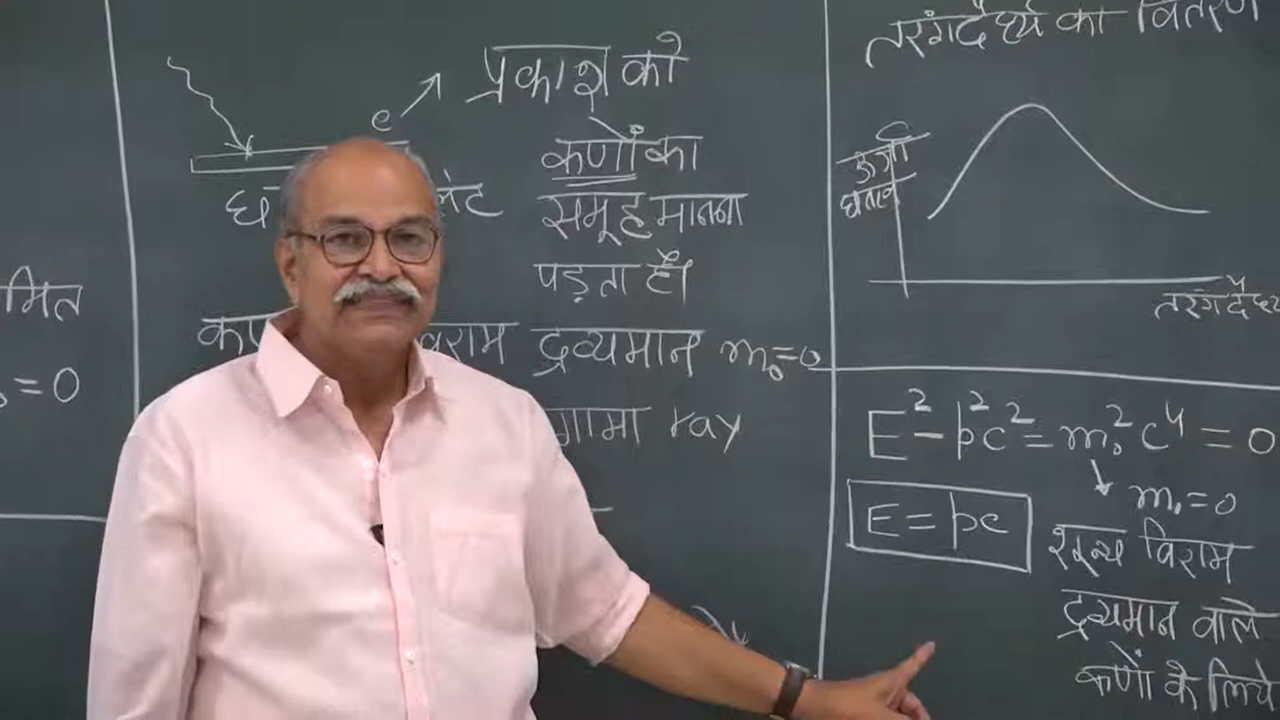 मित
=0
e
प्रकाश को
कणों का
समूह मानना
पड़ता है।
विराम द्रव्यमान m₀=0
गामा ray
तरंगदैर्ध्य का वितरण
ऊर्जा
घनत्व
तरंगदैर्ध्य
E²-p²c²=m₀²c⁴=0
m₀=0
E=pc
शून्य विराम
द्रव्यमान वाले
कणों के लिये